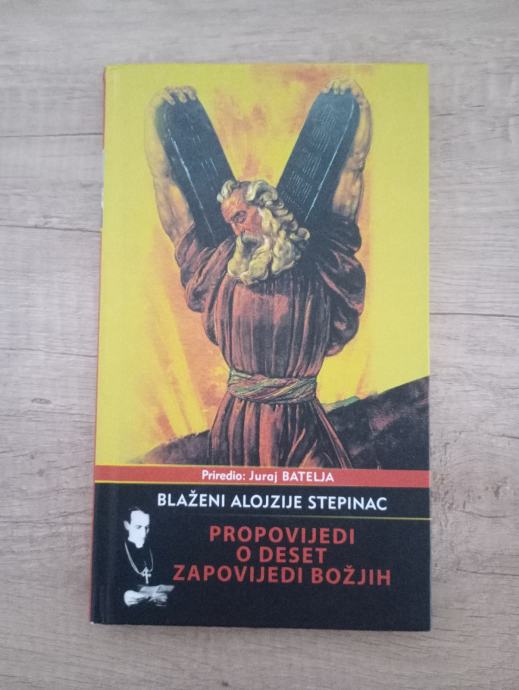 Priredio: Juraj BATELJA
BLAŽENI ALOJZIJE STEPINAC
PROPOVIJEDI
O DESET
ZAPOVIJEDI BOŽJIH